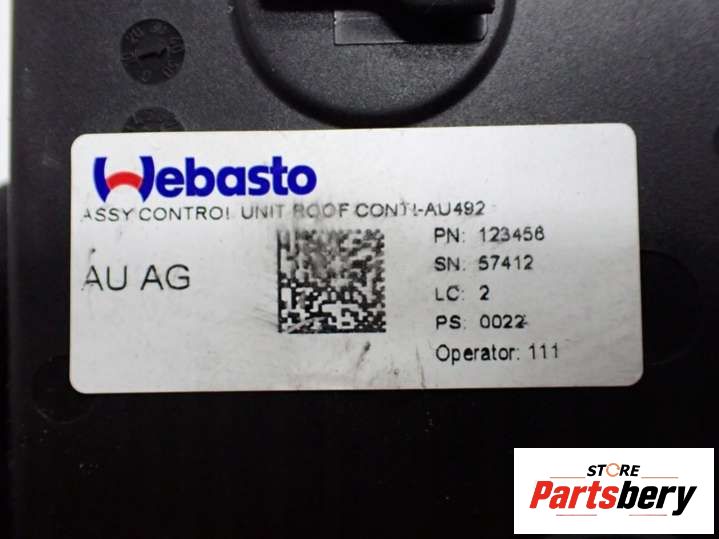 Webasto
ASSY CONTROL UNIT ROOF CONTI-AU492
PN: 123456
AU AG
SN: 57412
LC: 2
PS: 0022
Operator: 111
STORE
Partsbery